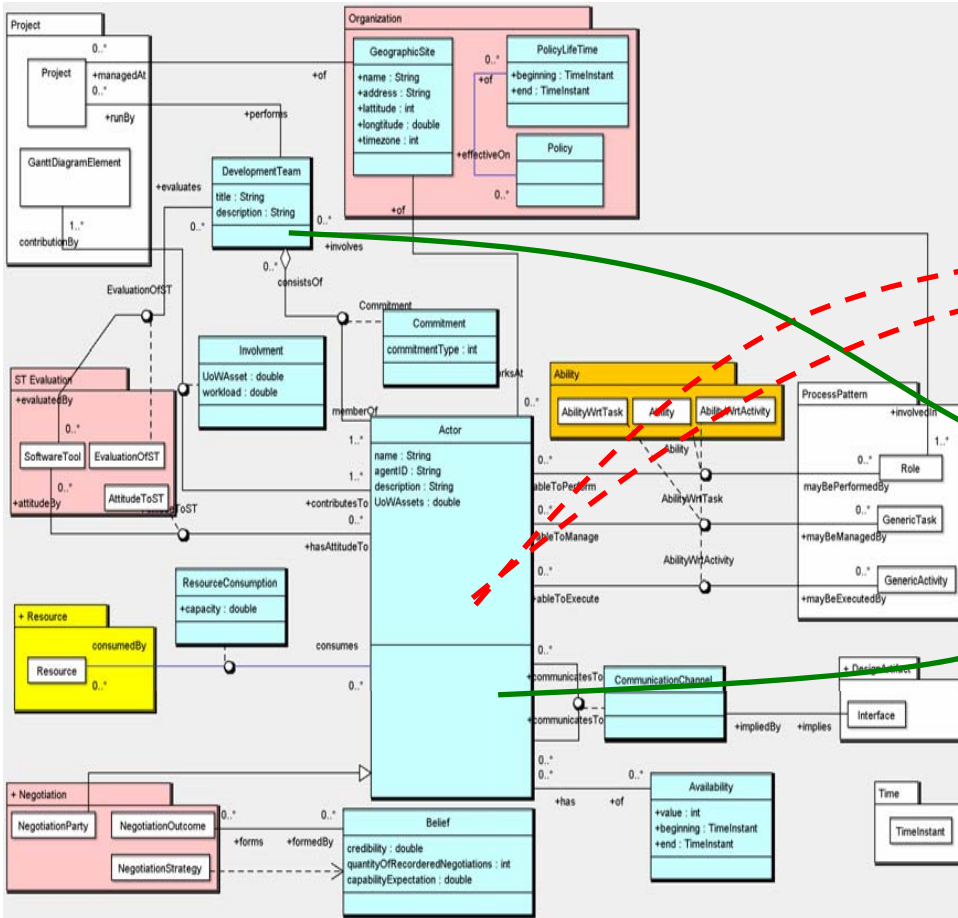 Project
Organization
0..*
+managedAt
Project
0..*
+runBy
+of
GeographicSite
+name : String
+address : String
+lattitude : int
+longtitude : double
+timezone : int
0..*
+of
PolicyLifeTime
+beginning : TimeInstant
+end : TimeInstant
+effectiveOn
Policy
0..*
+performs
GanttDiagramElement
1..*
contributionBy
+evaluates
0..*
DevelopmentTeam
title : String
description : String
0..*
+involves
+of
0..*
consistsOf
EvaluationOfST
Commitment
Commitment
commitmentType : int
Involvment
UoWAsset : double
workload : double
rksAt
0..*
memberOf
1..*
1..*
ST Evaluation
+evaluatedBy
0..*
SoftwareTool
EvaluationOfST
0..*
AttitudeToST
+attitudeBy
ToST
+contributesTo
0..*
+hasAttitudeTo
Actor
name : String
agentID : String
description : String
UoWAssets : double
Ability
AbilityWrtTask
Ability
AbilityWrtActivity
Ability
0..*
ableToPerform
AbilityWrtTask
0..*
ableToManage
AbilityWrtActivity
0..*
+ableToExecute
ProcessPattern
+involvedIn
1..*
0..*
Role
mayBePerformedBy
0..*
GenericTask
+mayBeManagedBy
0..*
GenericActivity
+mayBeExecutedBy
ResourceConsumption
+capacity : double
+ Resource
consumedBy
Resource
0..*
consumes
0..*
0..*
+communicatesTo
+communicatesTo
0..*
CommunicationChannel
+impliedBy
+implies
+ DesignArtifact
Interface
0..*
+has
+of
0..*
Availability
+value : int
+beginning : TimeInstant
+end : TimeInstant
Time
TimeInstant
+ Negotiation
NegotiationParty
NegotiationOutcome
NegotiationStrategy
0..*
+forms
0..*
+formedBy
Belief
credibility : double
quantityOfRecorderedNegotiations : int
capabilityExpectation : double